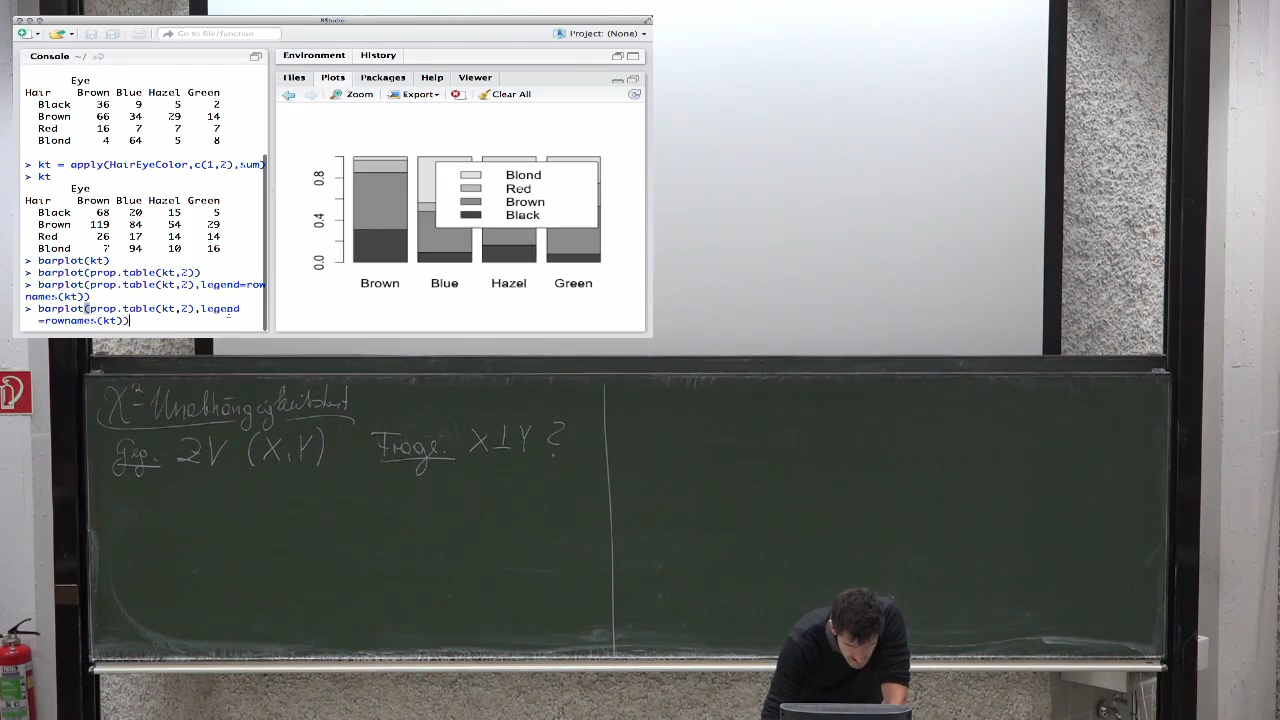 RStudio
Go to file/function
Project: (None)
Console ~/
Eye
Hair Brown Blue Hazel Green
Black 36 9 5 2
Brown 66 34 29 14
Red 16 7 7 7
Blond 4 64 5 8
> kt = apply(HairEyeColor,c(1,2),sum)
> kt
Eye
Hair Brown Blue Hazel Green
Black 68 20 15 5
Brown 119 84 54 29
Red 26 17 14 14
Blond 7 94 10 16
> barplot(kt)
> barplot(prop.table(kt,2))
> barplot(prop.table(kt,2),legend=row
names(kt))
> barplot(prop.table(kt,2),legend
=rownames(kt))
Environment History
Files Plots Packages Help Viewer
Zoom Export Clear All
0.8
0.4
0.0
Blond
Red
Brown
Black
Brown Blue Hazel Green
X²-Unabhängigkeitstest
Geg. ZV (X,Y) Frage: X⊥Y ?